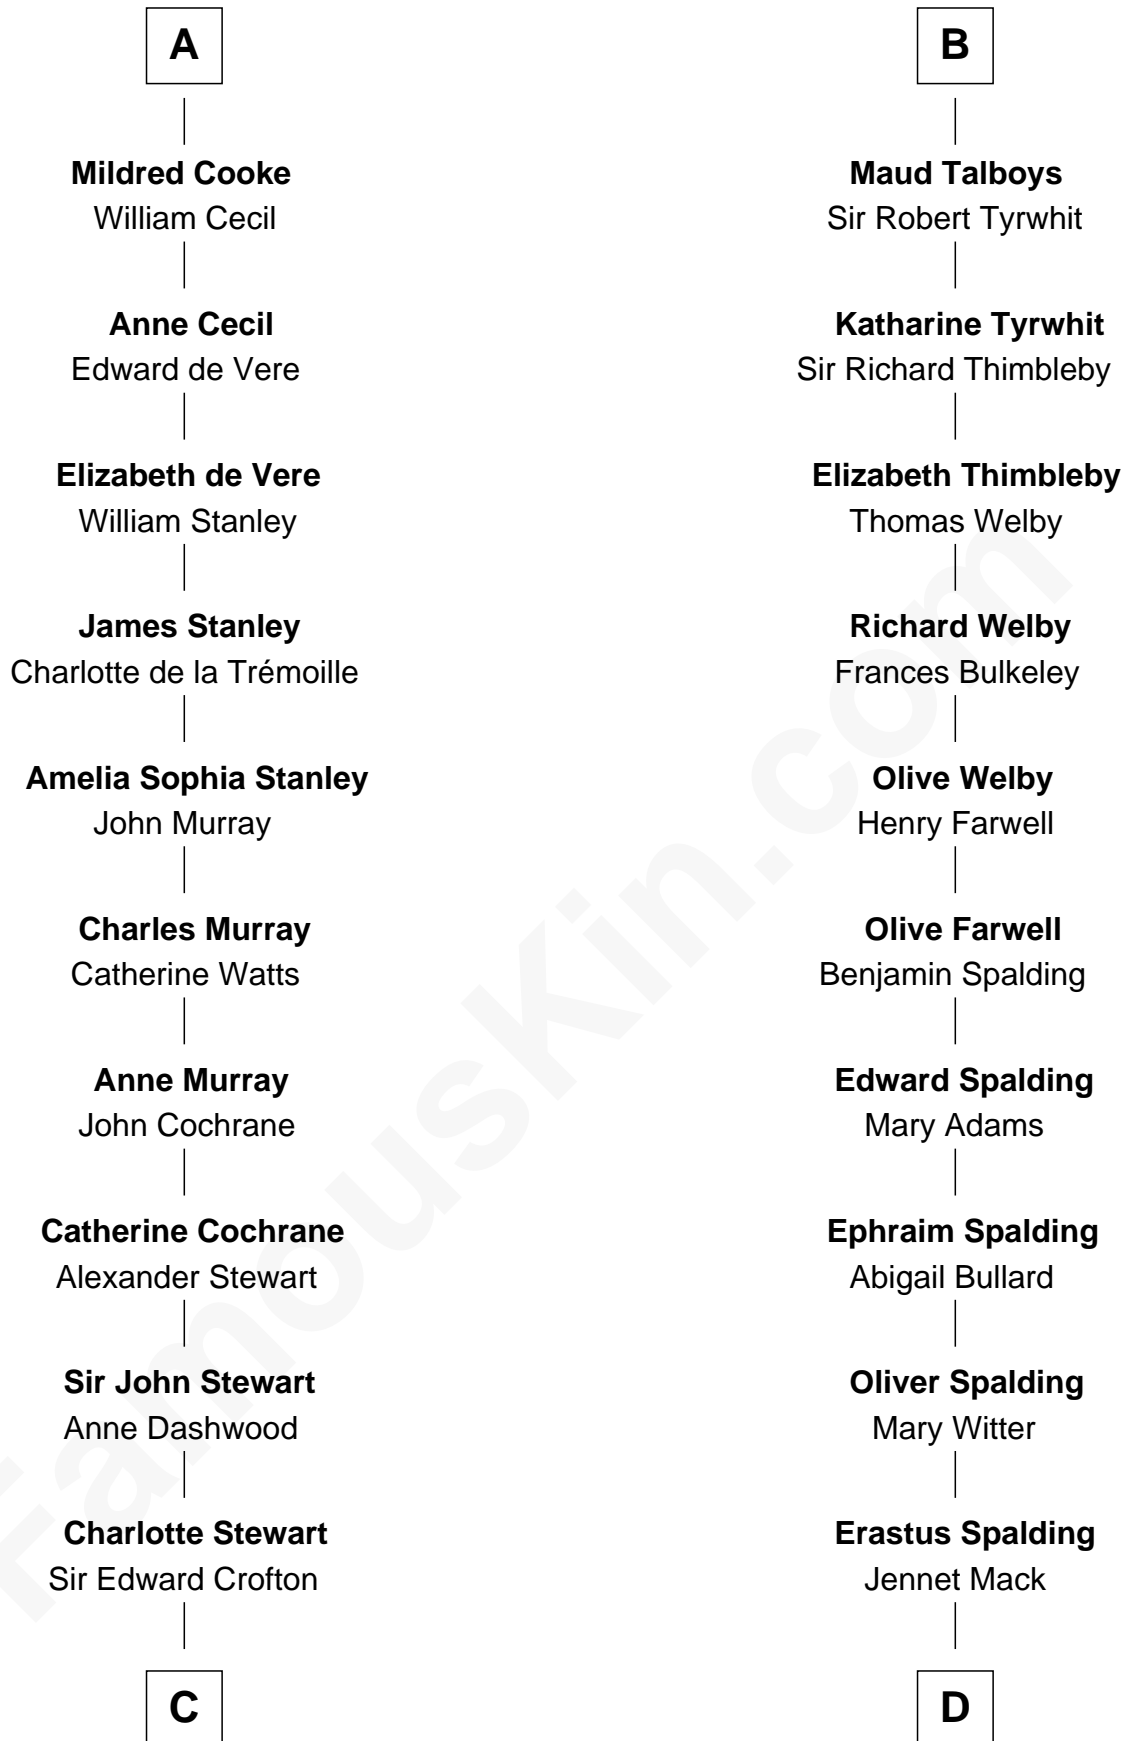 A
Mildred Cooke
William Cecil
Anne Cecil
Edward de Vere
Elizabeth de Vere
William Stanley
James Stanley
Charlotte de la Trémoille
Amelia Sophia Stanley
John Murray
Charles Murray
Catherine Watts
Anne Murray
John Cochrane
Catherine Cochrane
Alexander Stewart
Sir John Stewart
Anne Dashwood
Charlotte Stewart
Sir Edward Crofton
C
B
Maud Talboys
Sir Robert Tyrwhit
Katharine Tyrwhit
Sir Richard Thimbleby
Elizabeth Thimbleby
Thomas Welby
Richard Welby
Frances Bulkeley
Olive Welby
Henry Farwell
Olive Farwell
Benjamin Spalding
Edward Spalding
Mary Adams
Ephraim Spalding
Abigail Bullard
Oliver Spalding
Mary Witter
Erastus Spalding
Jennet Mack
D
FamousKin.com